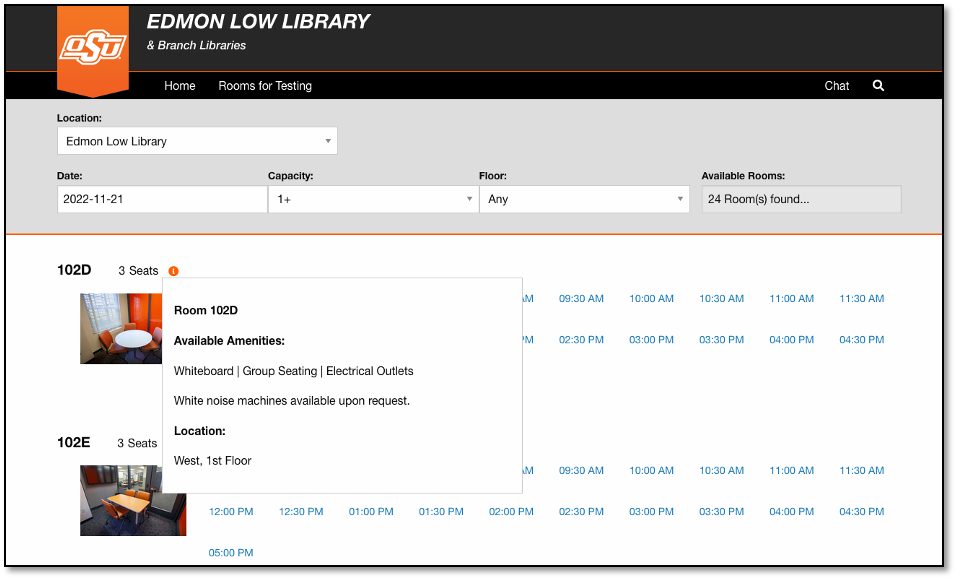 EDMON LOW LIBRARY
& Branch Libraries
OSU
Home Rooms for Testing Chat
Location:
Edmon Low Library
Date: Capacity: Floor: Available Rooms:
2022-11-21 1+ Any 24 Room(s) found...
102D 3 Seats
Room 102D
Available Amenities:
Whiteboard | Group Seating | Electrical Outlets
White noise machines available upon request.
Location:
West, 1st Floor
AM 09:30 AM 10:00 AM 10:30 AM 11:00 AM 11:30 AM
PM 02:30 PM 03:00 PM 03:30 PM 04:00 PM 04:30 PM
102E 3 Seats
AM 09:30 AM 10:00 AM 10:30 AM 11:00 AM 11:30 AM
12:00 PM 12:30 PM 01:00 PM 01:30 PM 02:00 PM 02:30 PM 03:00 PM 03:30 PM 04:00 PM 04:30 PM
05:00 PM